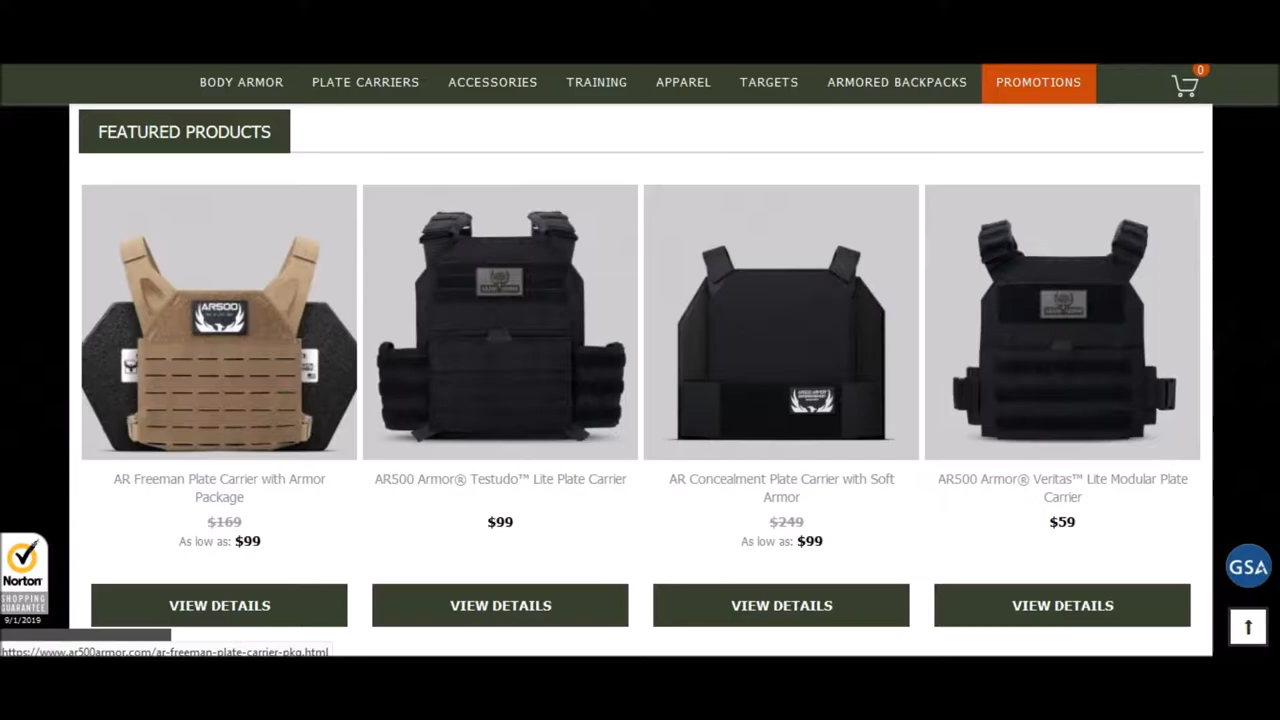 BODY ARMOR PLATE CARRIERS ACCESSORIES TRAINING APPAREL TARGETS ARMORED BACKPACKS PROMOTIONS 0
FEATURED PRODUCTS
AR500
AR Freeman Plate Carrier with Armor
Package
$169
As low as: $99
VIEW DETAILS
AR500 Armor® Testudo™ Lite Plate Carrier
$99
VIEW DETAILS
AR Concealment Plate Carrier with Soft
Armor
$249
As low as: $99
VIEW DETAILS
AR500 Armor® Veritas™ Lite Modular Plate
Carrier
$59
VIEW DETAILS
Norton
SHOPPING
GUARANTEE
9/1/2019
GSA
https://www.ar500armor.com/ar-freeman-plate-carrier-pkg.html